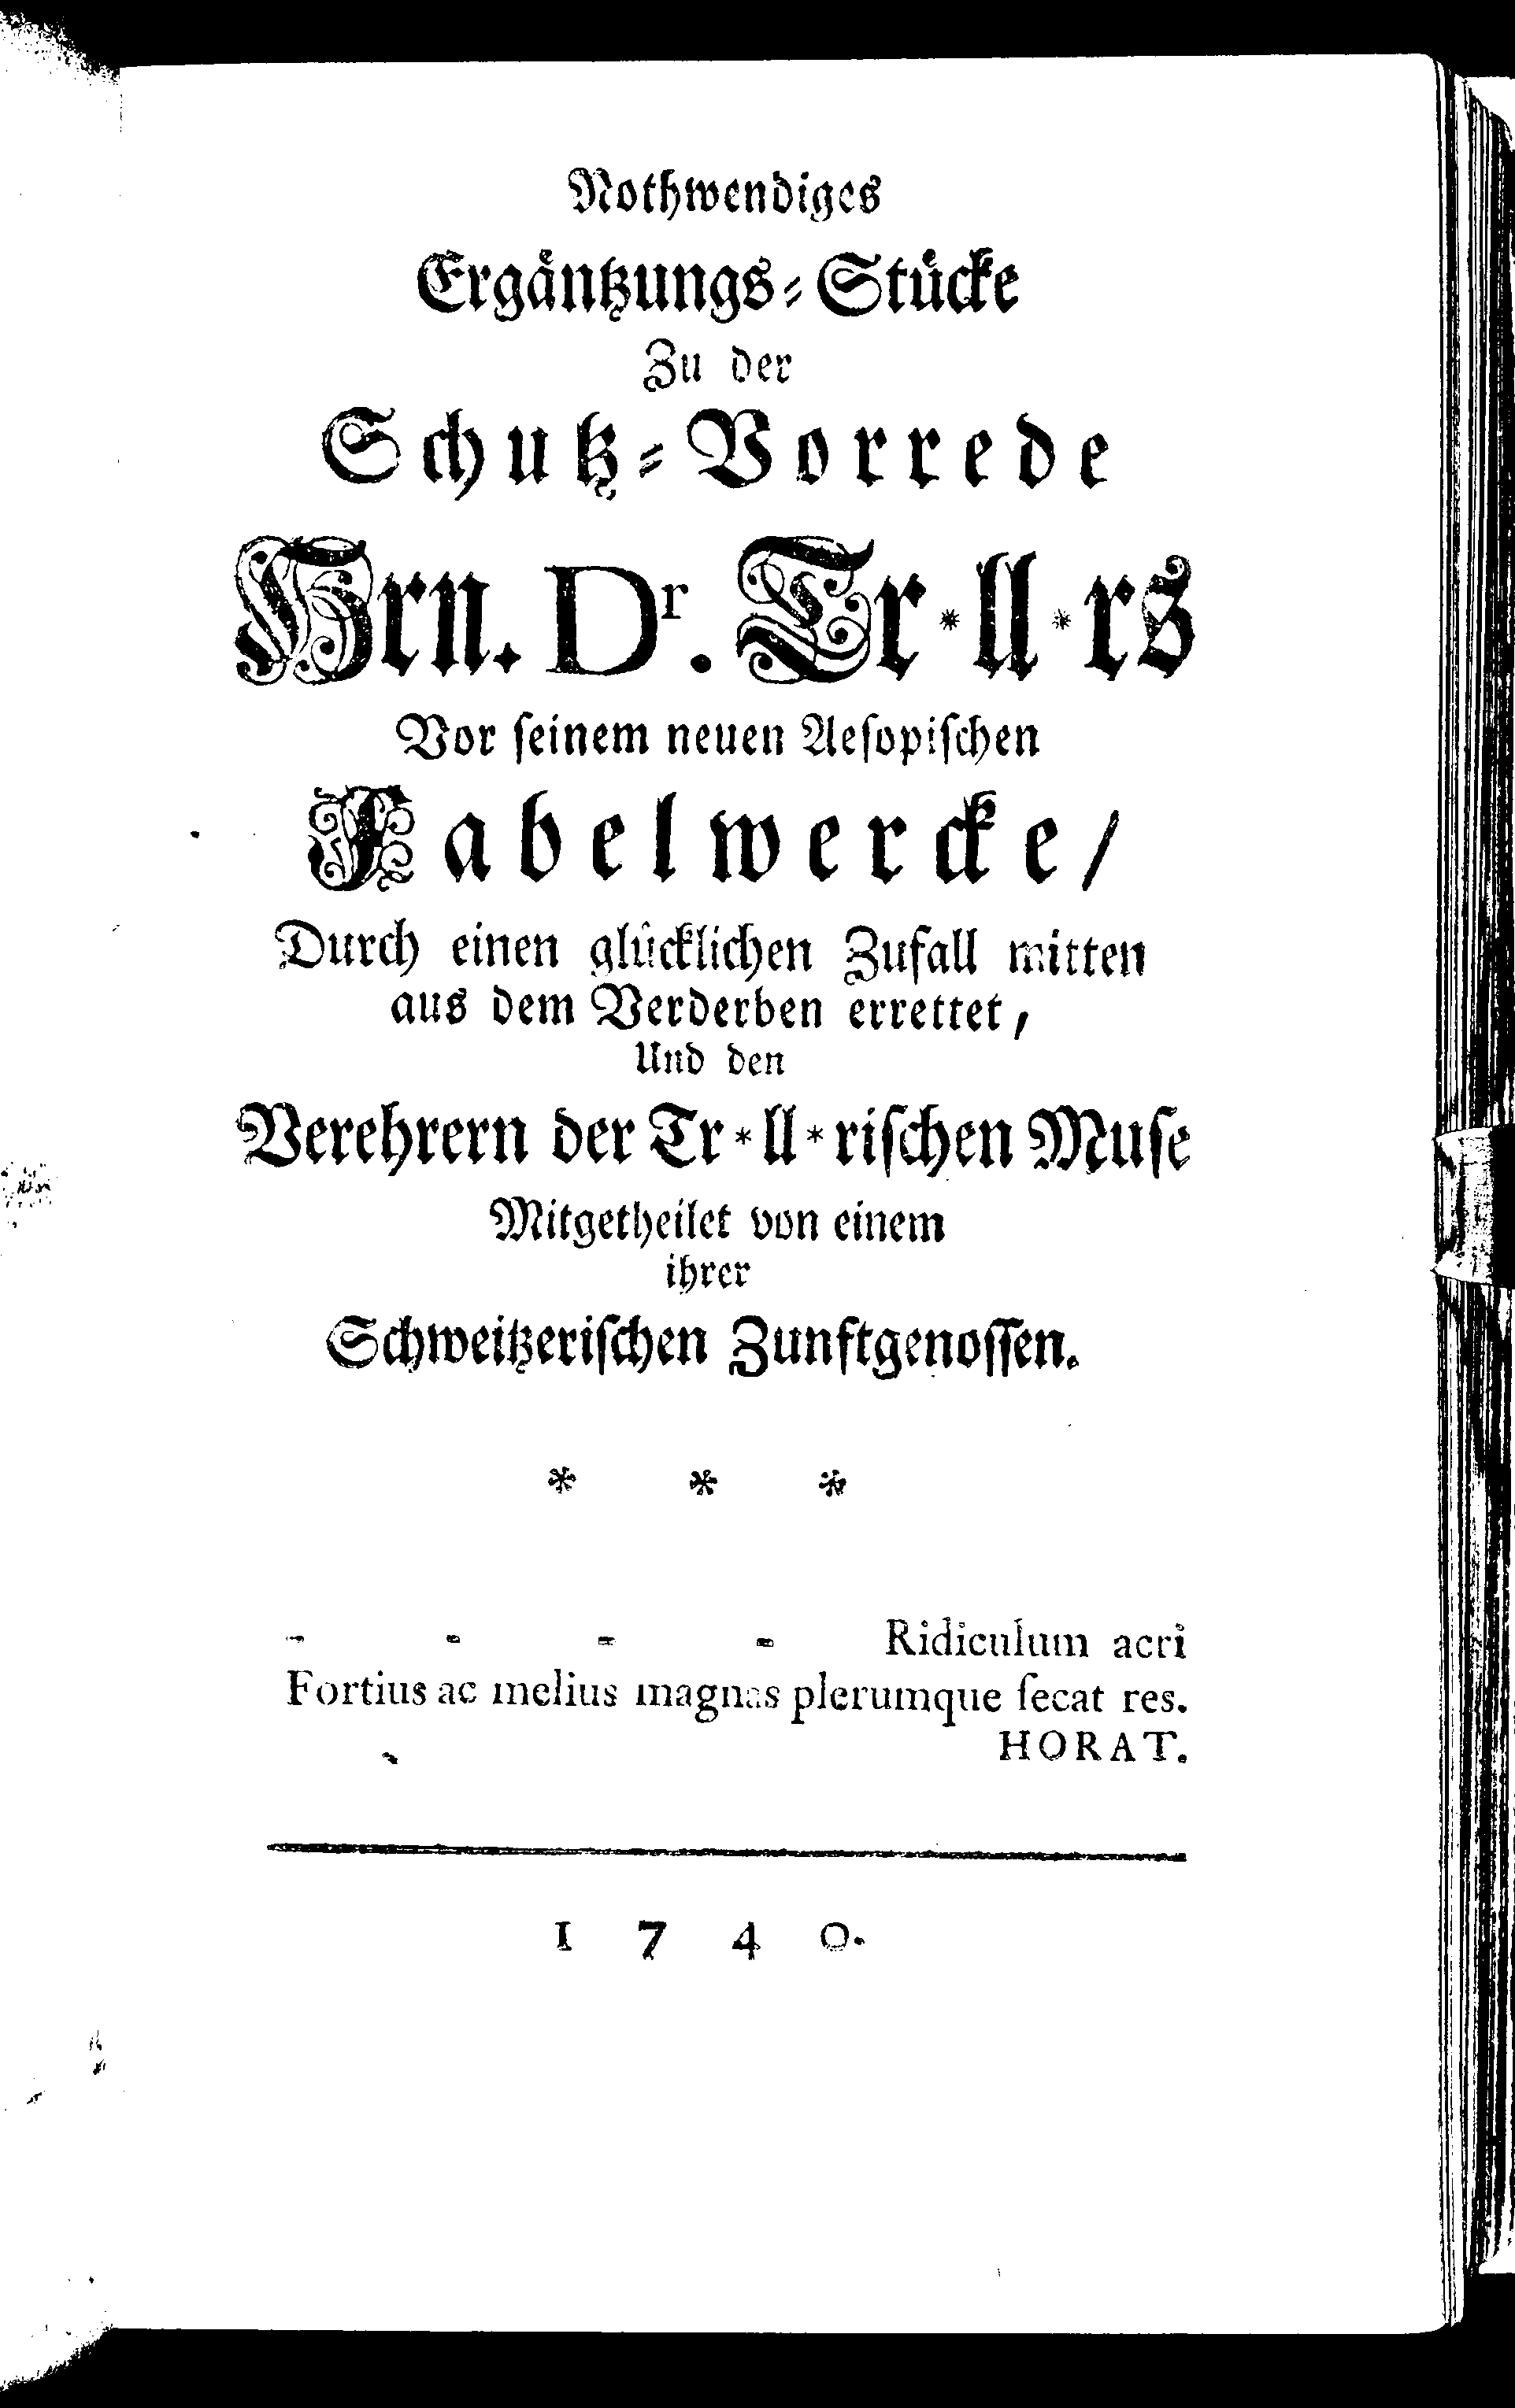 Nothwendiges
Ergäntzungs-Stücke
Zu der
Schutz-Vorrede
Hrn. Dr. Tr*ll*rs
Vor seinem neuen Aesopischen
Fabelwercke/
Durch einen glücklichen Zufall mitten
aus dem Verderben errettet,
Und den
Verehrern der Tr*ll*rischen Muse
Mitgetheilet von einem
ihrer
Schweitzerischen Zunftgenossen.
* * *
- - - - Ridiculum acri
Fortius ac melius magnas plerumque ſecat res.
HORAT.
1740.